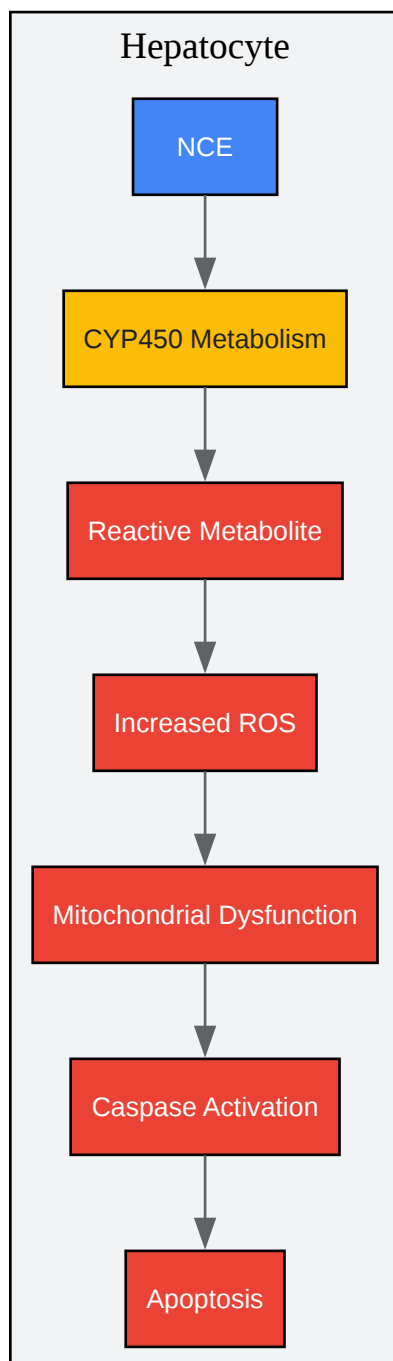 Hepatocyte
NCE
CYP450 Metabolism
Reactive Metabolite
Increased ROS
Mitochondrial Dysfunction
Caspase Activation
Apoptosis